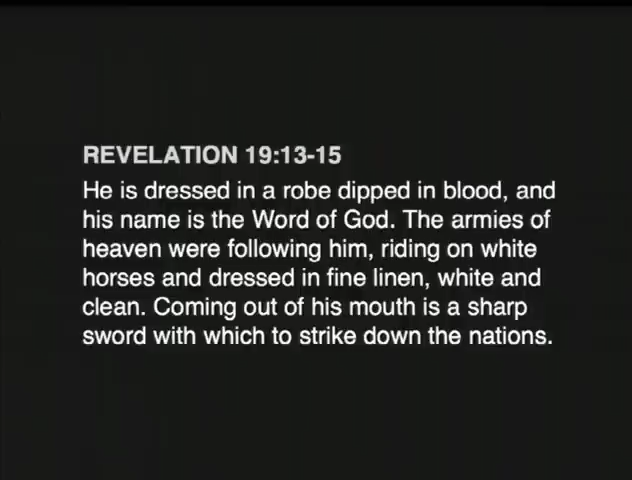 REVELATION 19:13-15
He is dressed in a robe dipped in blood, and
his name is the Word of God. The armies of
heaven were following him, riding on white
horses and dressed in fine linen, white and
clean. Coming out of his mouth is a sharp
sword with which to strike down the nations.